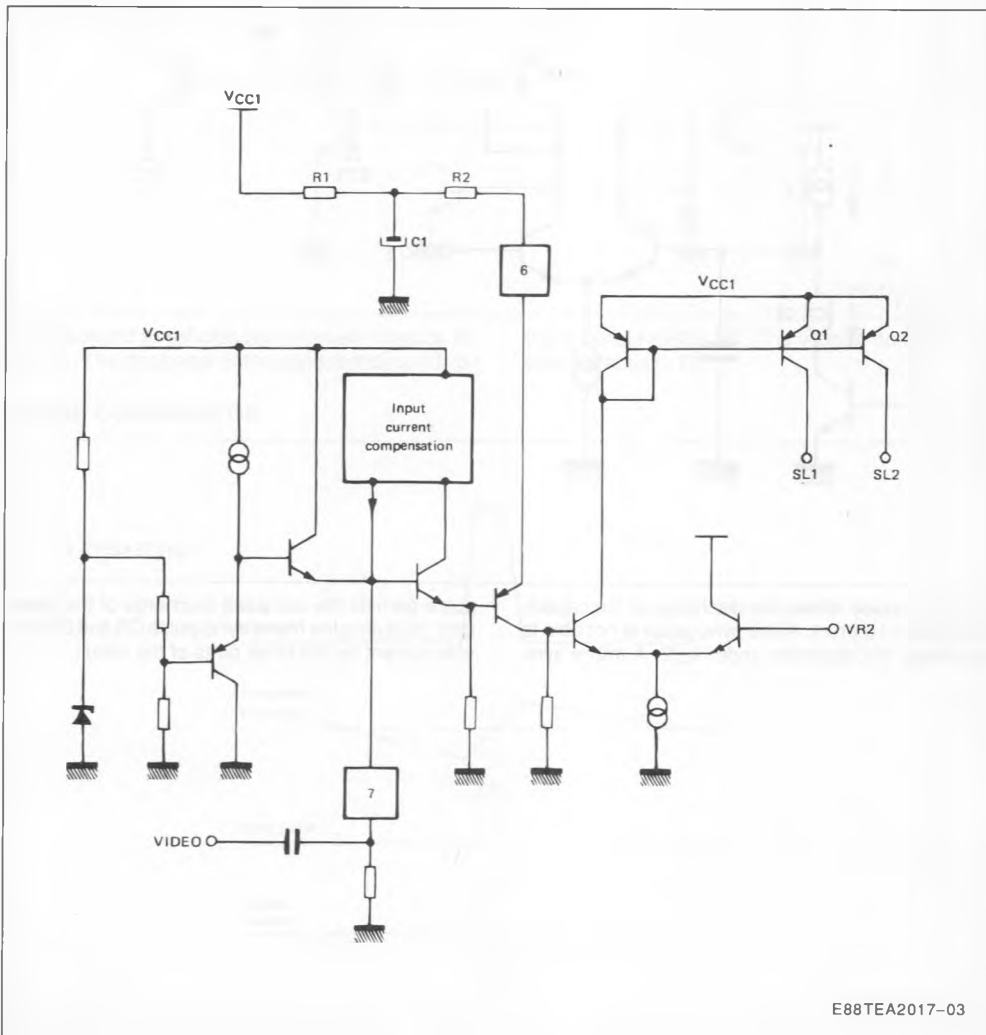 VCC1
R1
R2
C1
6
VCC1
VCC1
Q1
Q2
Input
current
compensation
SL1
SL2
VR2
7
VIDEO
E88TEA2017-03